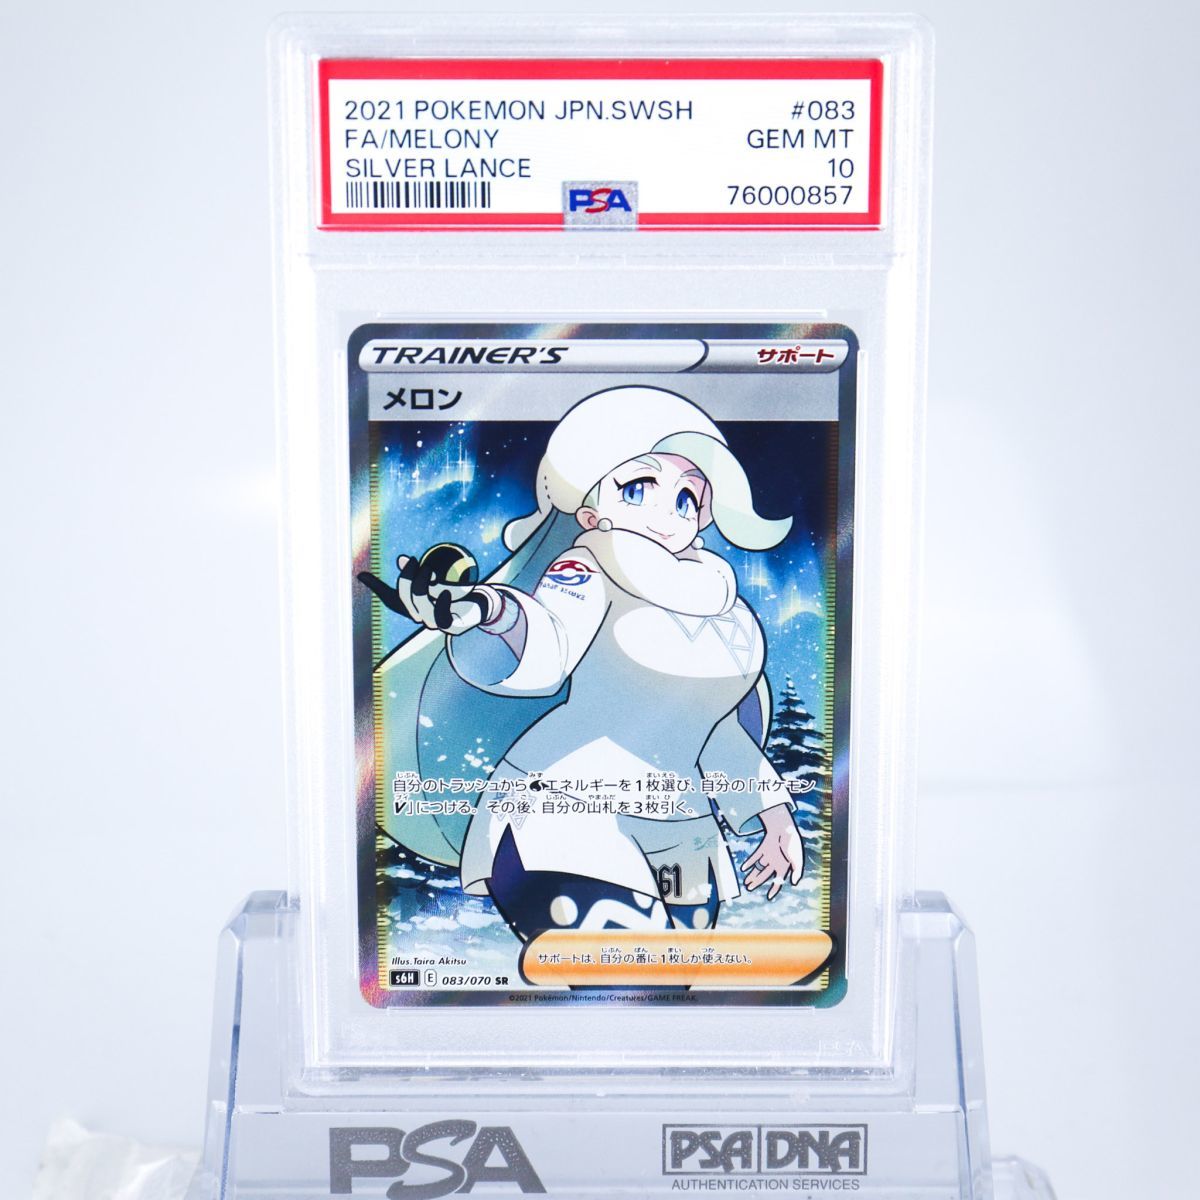 2021 POKEMON JPN.SWSH #083
FA/MELONY GEM MT
SILVER LANCE 10
76000857
PSA
TRAINER'S サポート
メロン
自分のトラッシュからエネルギーを1枚選び、自分の「ポケモン
V」につける。その後、自分の山札を3枚引く。
061
サポートは、自分の番に1枚しか使えない。
Illus.Taira Akitsu
s6H E 083/070 SR
©2021 Pokémon/Nintendo/Creatures/GAME FREAK.
PSA
PSA DNA
AUTHENTICATION SERVICES